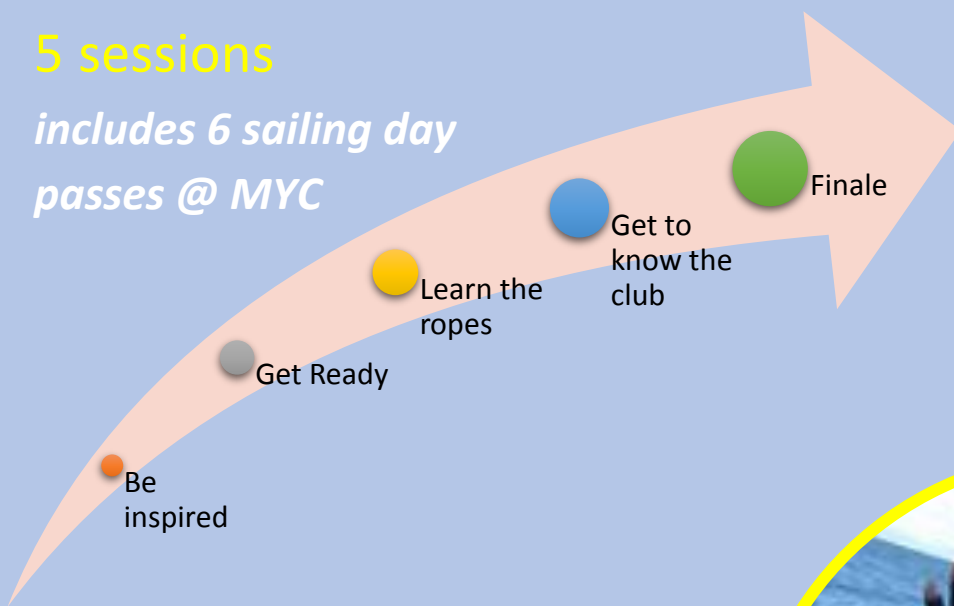 5 sessions
includes 6 sailing day
passes @ MYC
Finale
Get to
know the
club
Learn the
ropes
Get Ready
Be
inspired